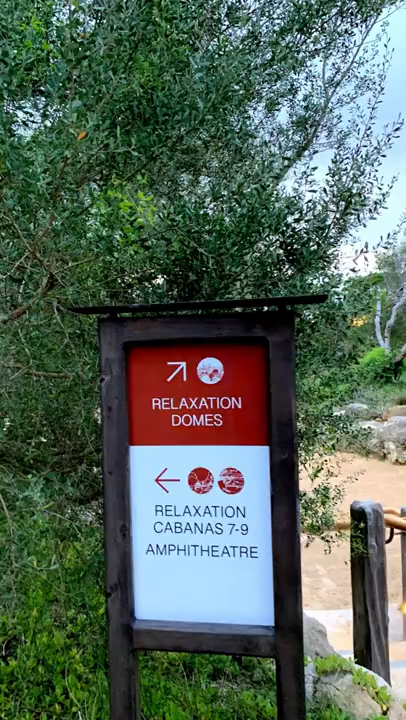 RELAXATION
DOMES
RELAXATION
CABANAS 7-9
AMPHITHEATRE